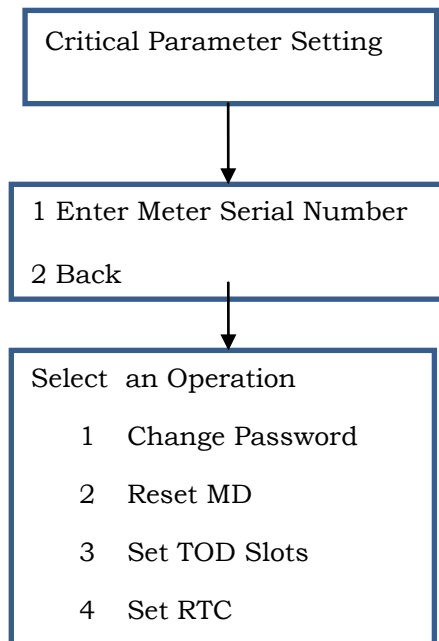 Critical Parameter Setting
1 Enter Meter Serial Number
2 Back
Select an Operation
1 Change Password
2 Reset MD
3 Set TOD Slots
4 Set RTC